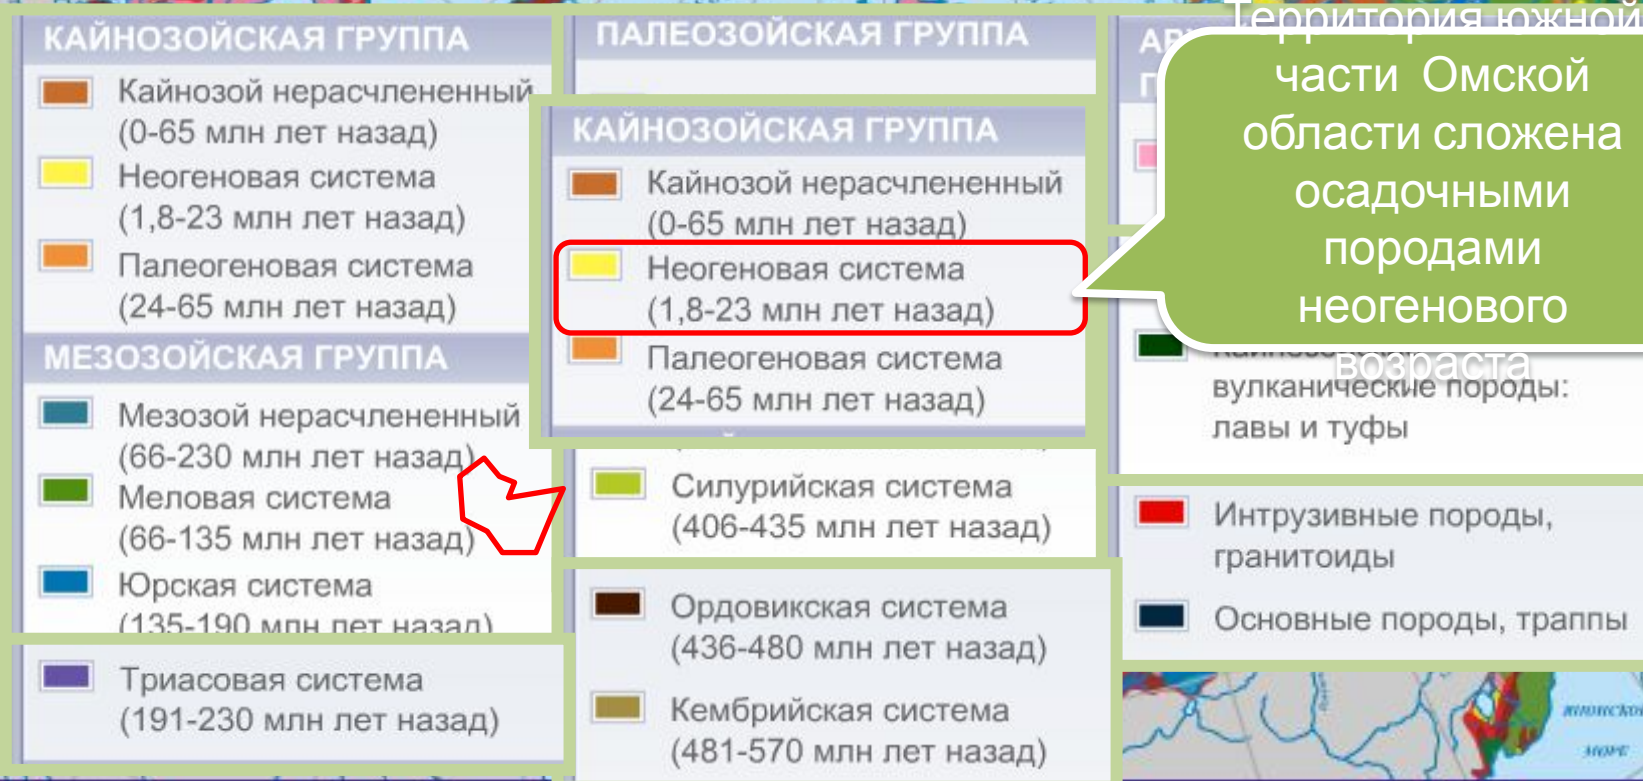 КАЙНОЗОЙСКАЯ ГРУППА
Кайнозой нерасчлененный
(0-65 млн лет назад)
Неогеновая система
(1,8-23 млн лет назад)
Палеогеновая система
(24-65 млн лет назад)
МЕЗОЗОЙСКАЯ ГРУППА
Мезозой нерасчлененный
(66-230 млн лет назад)
Меловая система
(66-135 млн лет назад)
Юрская система
(135-190 млн лет назад)
Триасовая система
(191-230 млн лет назад)
ПАЛЕОЗОЙСКАЯ ГРУППА
КАЙНОЗОЙСКАЯ ГРУППА
Кайнозой нерасчлененный
(0-65 млн лет назад)
Неогеновая система
(1,8-23 млн лет назад)
Палеогеновая система
(24-65 млн лет назад)
Силурийская система
(406-435 млн лет назад)
Ордовикская система
(436-480 млн лет назад)
Кембрийская система
(481-570 млн лет назад)
Территория южной
части Омской
области сложена
осадочными
породами
неогенового
возраста
вулканические породы:
лавы и туфы
Интрузивные породы,
гранитоиды
Основные породы, траппы
МОРЕ